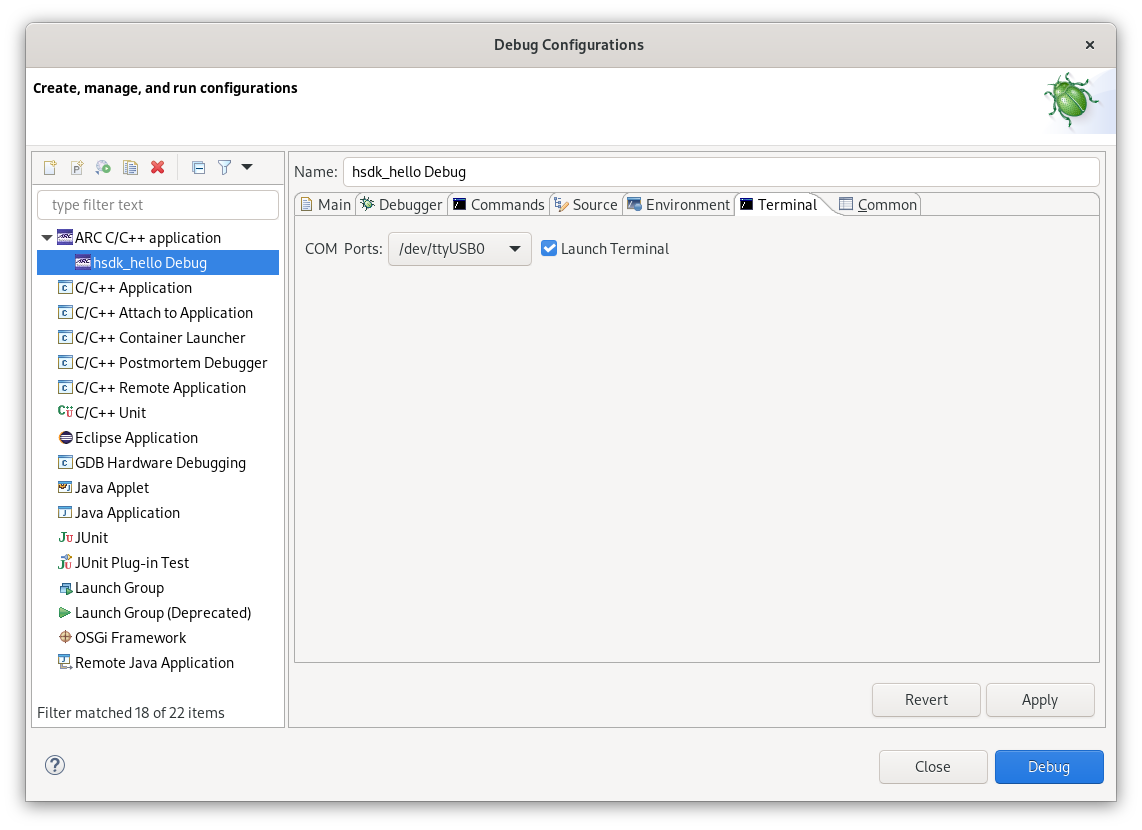 Debug Configurations
Create, manage, and run configurations
type filter text
ARC C/C++ application
hsdk_hello Debug
C/C++ Application
C/C++ Attach to Application
C/C++ Container Launcher
C/C++ Postmortem Debugger
C/C++ Remote Application
C/C++ Unit
Eclipse Application
GDB Hardware Debugging
Java Applet
Java Application
JUnit
JUnit Plug-in Test
Launch Group
Launch Group (Deprecated)
OSGi Framework
Remote Java Application
Filter matched 18 of 22 items
Name: hsdk_hello Debug
Main Debugger Commands Source Environment Terminal Common
COM Ports: /dev/ttyUSB0 Launch Terminal
Revert Apply
Close Debug